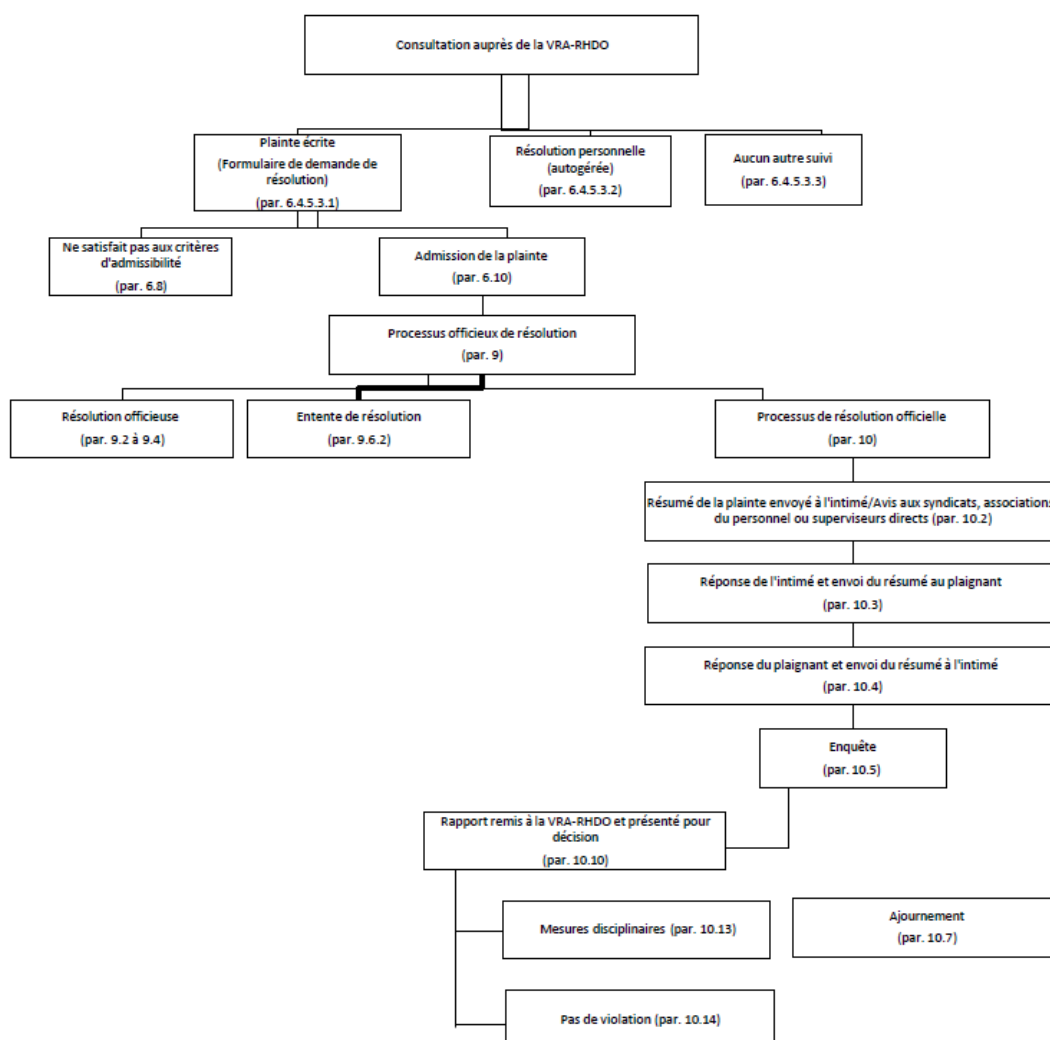 Consultation auprès de la VRA-RHDO
Plainte écrite
(Formulaire de demande de
résolution)
(par. 6.4.5.3.1)
Résolution personnelle
(autogérée)
(par. 6.4.5.3.2)
Aucun autre suivi
(par. 6.4.5.3.3)
Ne satisfait pas aux critères
d'admissibilité
(par. 6.8)
Admission de la plainte
(par. 6.10)
Processus officieux de résolution
(par. 9)
Résolution officieuse
(par. 9.2 à 9.4)
Entente de résolution
(par. 9.6.2)
Processus de résolution officielle
(par. 10)
Résumé de la plainte envoyé à l'intimé/Avis aux syndicats, associations
du personnel ou superviseurs directs (par. 10.2)
Réponse de l'intimé et envoi du résumé au plaignant
(par. 10.3)
Réponse du plaignant et envoi du résumé à l'intimé
(par. 10.4)
Enquête
(par. 10.5)
Rapport remis à la VRA-RHDO et présenté pour
décision
(par. 10.10)
Mesures disciplinaires (par. 10.13)
Ajournement
(par. 10.7)
Pas de violation (par. 10.14)